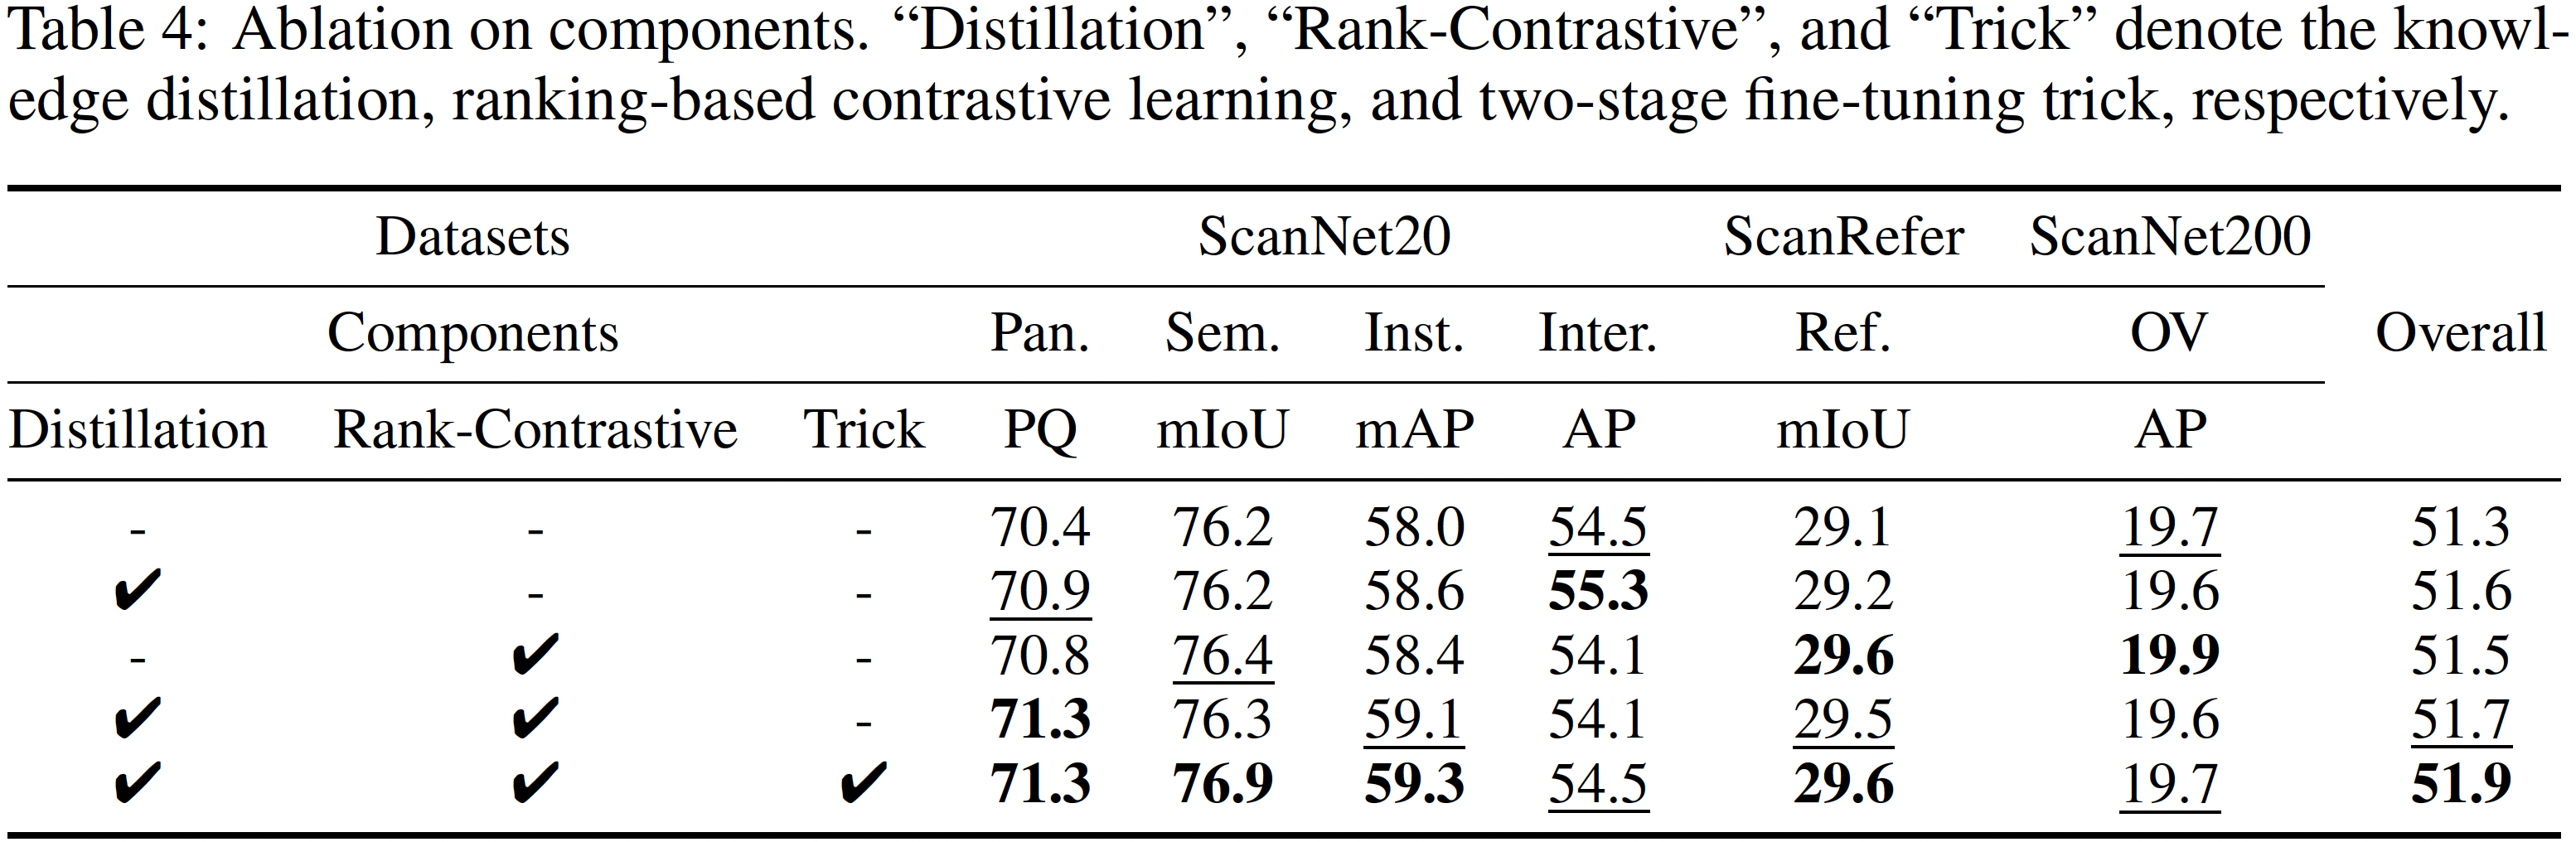 Table 4: Ablation on components. “Distillation”, “Rank-Contrastive”, and “Trick” denote the knowl-
edge distillation, ranking-based contrastive learning, and two-stage fine-tuning trick, respectively.
Datasets ScanNet20 ScanRefer ScanNet200
Components Pan. Sem. Inst. Inter. Ref. OV Overall
Distillation Rank-Contrastive Trick PQ mIoU mAP AP mIoU AP
- - - 70.4 76.2 58.0 54.5 29.1 19.7 51.3
✔ - - 70.9 76.2 58.6 55.3 29.2 19.6 51.6
- ✔ - 70.8 76.4 58.4 54.1 29.6 19.9 51.5
✔ ✔ - 71.3 76.3 59.1 54.1 29.5 19.6 51.7
✔ ✔ ✔ 71.3 76.9 59.3 54.5 29.6 19.7 51.9